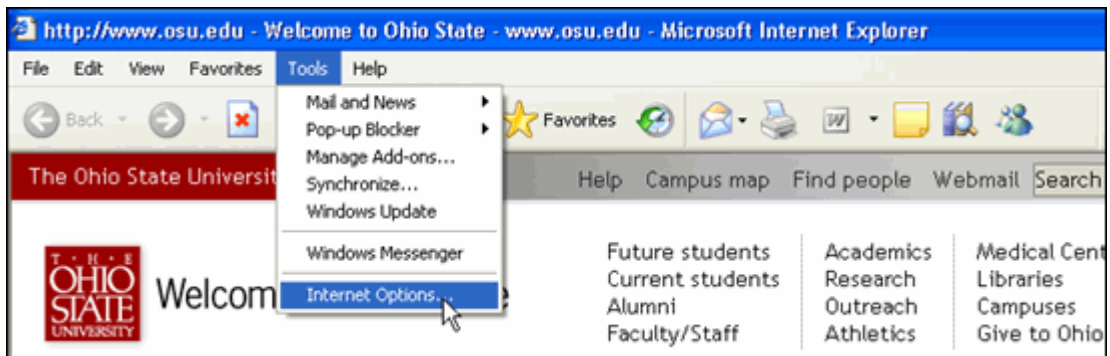 http://www.osu.edu - Welcome to Ohio State - www.osu.edu - Microsoft Internet Explorer
File Edit View Favorites Tools Help
Back Favorites W
Mail and News
Pop-up Blocker
Manage Add-ons...
Synchronize...
Windows Update
Windows Messenger
Internet Options...
The Ohio State Universit Help Campus map Find people Webmail Search
THE
OHIO
STATE
UNIVERSITY
Welcom e
Future students Academics Medical Cent
Current students Research Libraries
Alumni Outreach Campuses
Faculty/Staff Athletics Give to Ohio